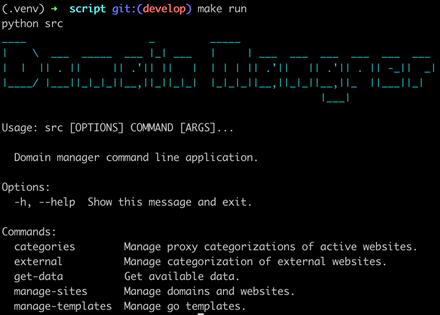 (.venv) ➜  script git:(develop) make run
python src
Domain Manager
Usage: src [OPTIONS] COMMAND [ARGS]...
Domain manager command line application.
Options:
-h, --help  Show this message and exit.
Commands:
categories        Manage proxy categorizations of active websites.
external          Manage categorization of external websites.
get-data          Get available data.
manage-sites      Manage domains and websites.
manage-templates  Manage go templates.